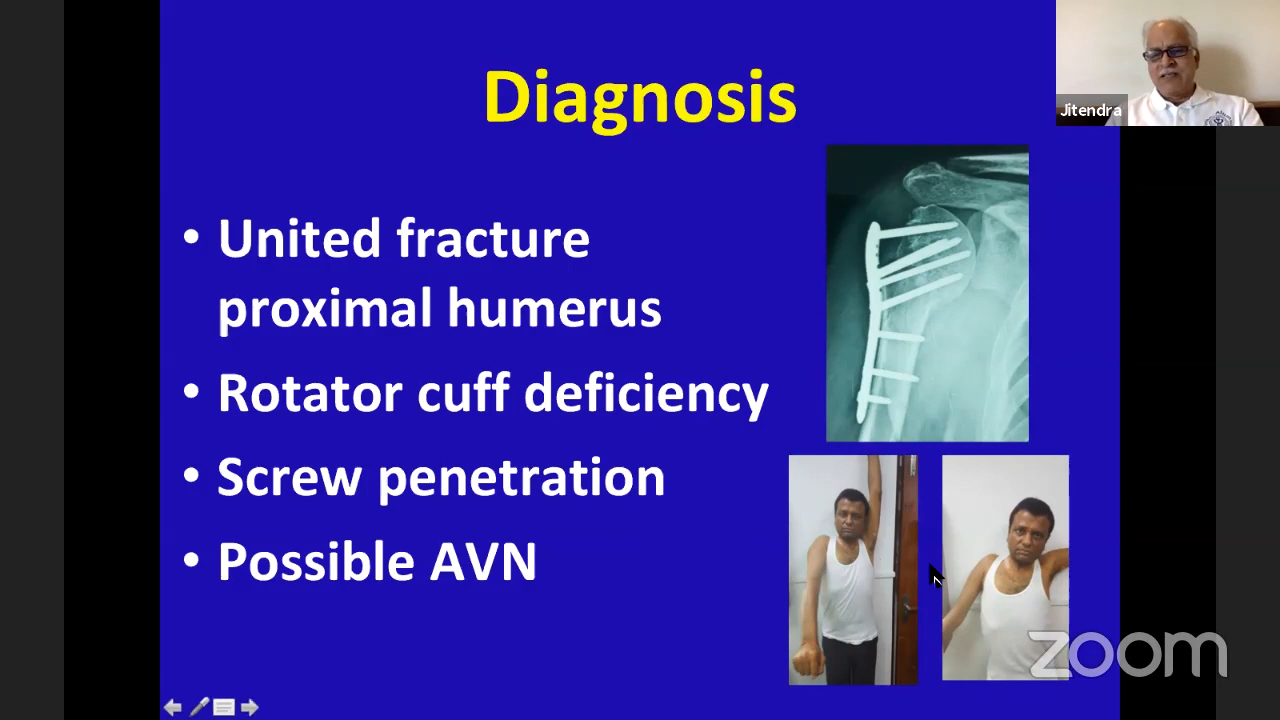 Diagnosis
Jitendra
• United fracture
proximal humerus
• Rotator cuff deficiency
• Screw penetration
• Possible AVN
zoom